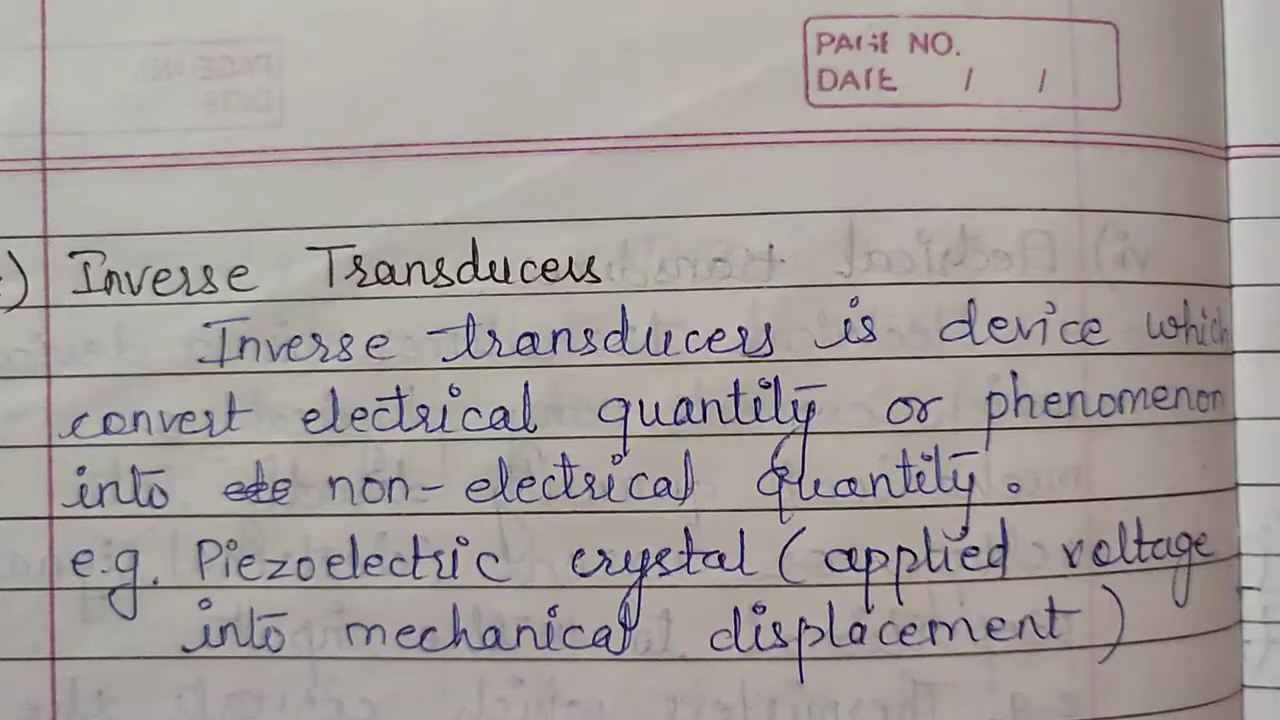 PAGE NO.
DATE / /
) Inverse Transducers
Inverse transducers is device which
convert electrical quantity or phenomenon
into non-electrical quantity.
e.g. Piezoelectric crystal (applied voltage
into mechanical displacement)